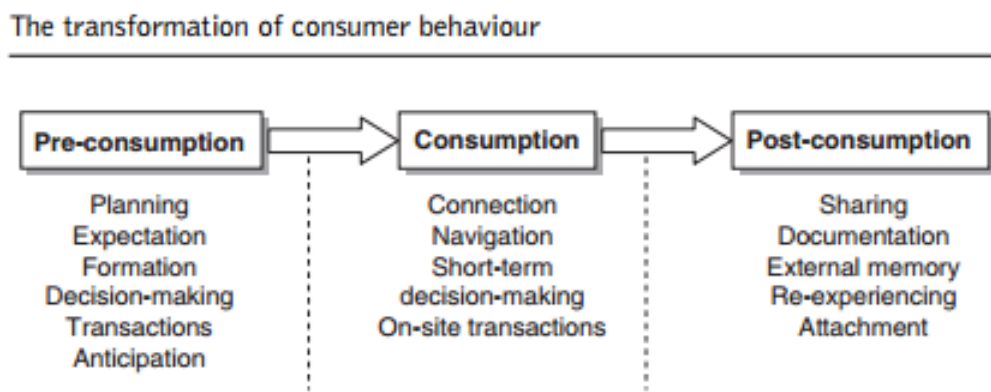 The transformation of consumer behaviour
Pre-consumption
Planning
Expectation
Formation
Decision-making
Transactions
Anticipation
Consumption
Connection
Navigation
Short-term
decision-making
On-site transactions
Post-consumption
Sharing
Documentation
External memory
Re-experiencing
Attachment